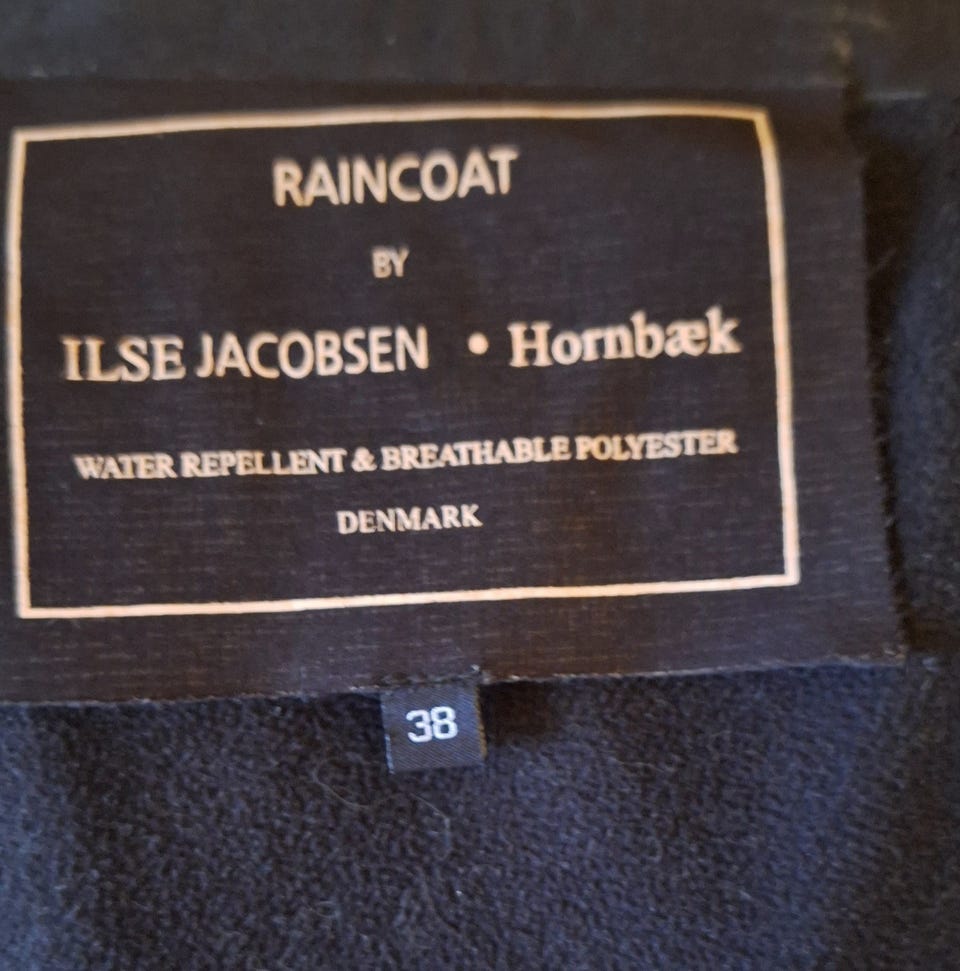 RAINCOAT
BY
ILSE JACOBSEN • Hornbæk
WATER REPELLENT & BREATHABLE POLYESTER
DENMARK
38